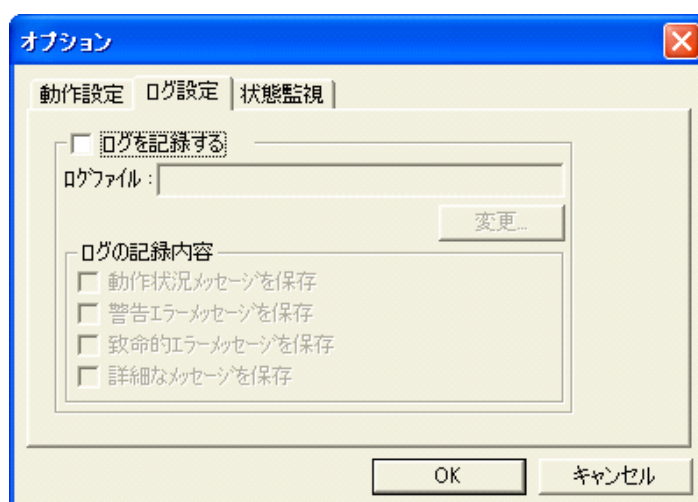 オプション
動作設定 ログ設定 状態監視
ログを記録する
ログファイル：
変更...
ログの記録内容
動作状況メッセージを保存
警告エラーメッセージを保存
致命的エラーメッセージを保存
詳細なメッセージを保存
OK キャンセル